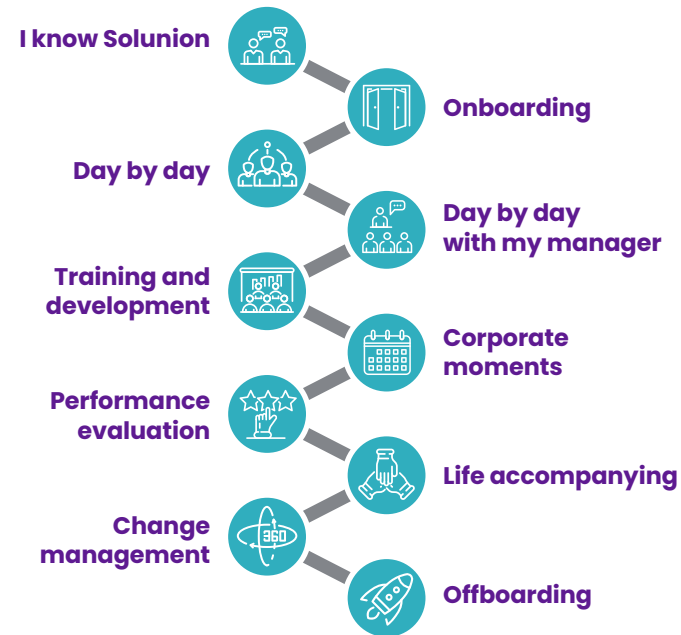 I know Solunion
Onboarding
Day by day
Day by day
with my manager
Training and
development
Corporate
moments
Performance
evaluation
Life accompanying
360
Change
management
Offboarding